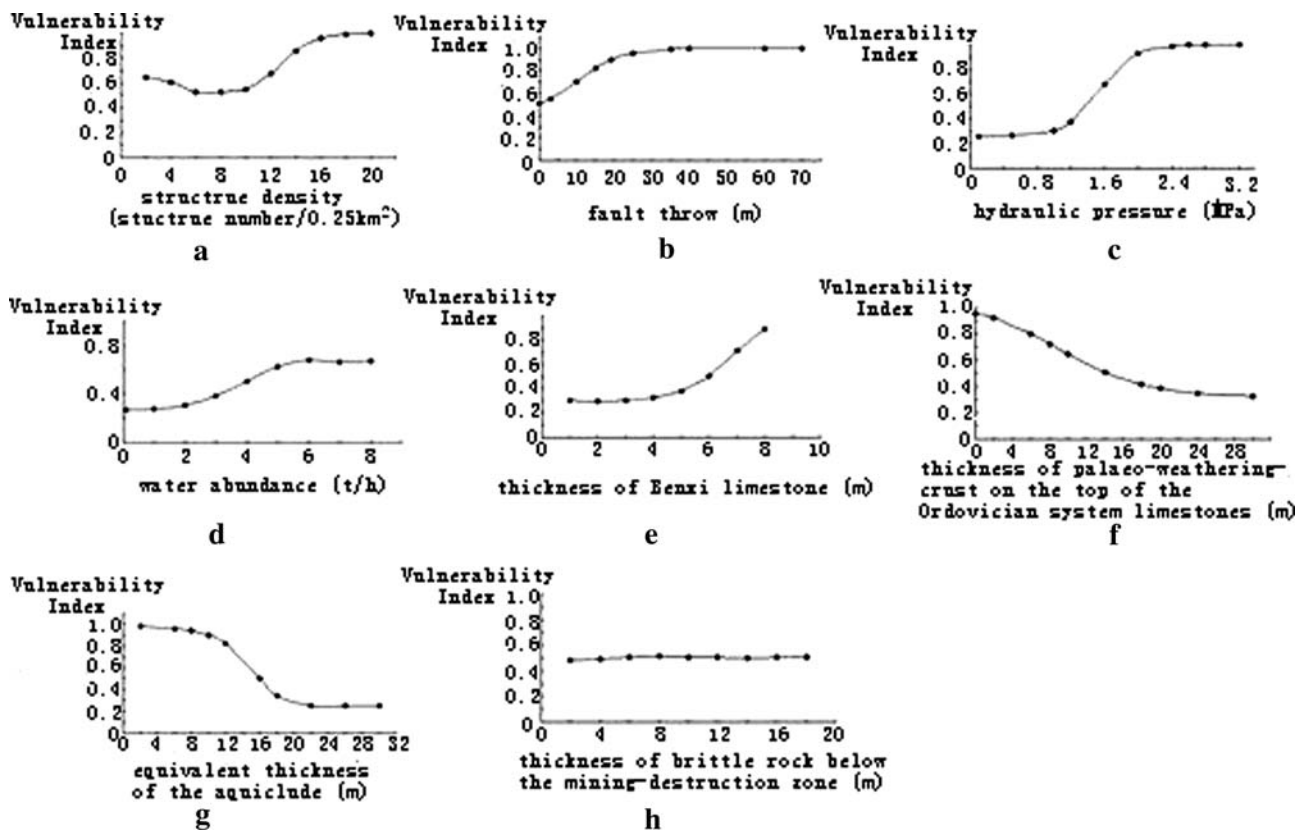 Vulnerability
Index
0.8
0.6
0.4
0.2
0
0 4 8 12 16 20
structrue density
(stuctrue number/0.25km²)
a
Vulnerability
Index
1.0
0.8
0.6
0.4
0.2
0
0 10 20 30 40 50 60 70
fault throw (m)
b
Vulnerability
Index
0.8
0.6
0.4
0.2
0
0.8 1.6 2.4 3.2
hydraulic pressure (MPa)
c
Vulnerability
Index
0.8
0.4
0
0 2 4 6 8
water abundance (t/h)
d
Vulnerability
Index
0.8
0.6
0.4
0.2
0
0 2 4 6 8 10
thickness of Benxi limestone (m)
e
Vulnerability
Index
1.0
0.8
0.6
0.4
0.2
0
0 4 8 12 16 20 24 28
thickness of palaeo-weathering-
crust on the top of the
Ordovician system limestones (m)
f
Vulnerability
Index
1.0
0.8
0.6
0.4
0.2
0
0 4 8 12 16 20 24 28 32
equivalent thickness
of the aquiclude (m)
g
Vulnerability
Index
1.0
0.8
0.6
0.4
0.2
0
0 4 8 12 16 20
thickness of brittle rock below
the mining-destruction zone (m)
h